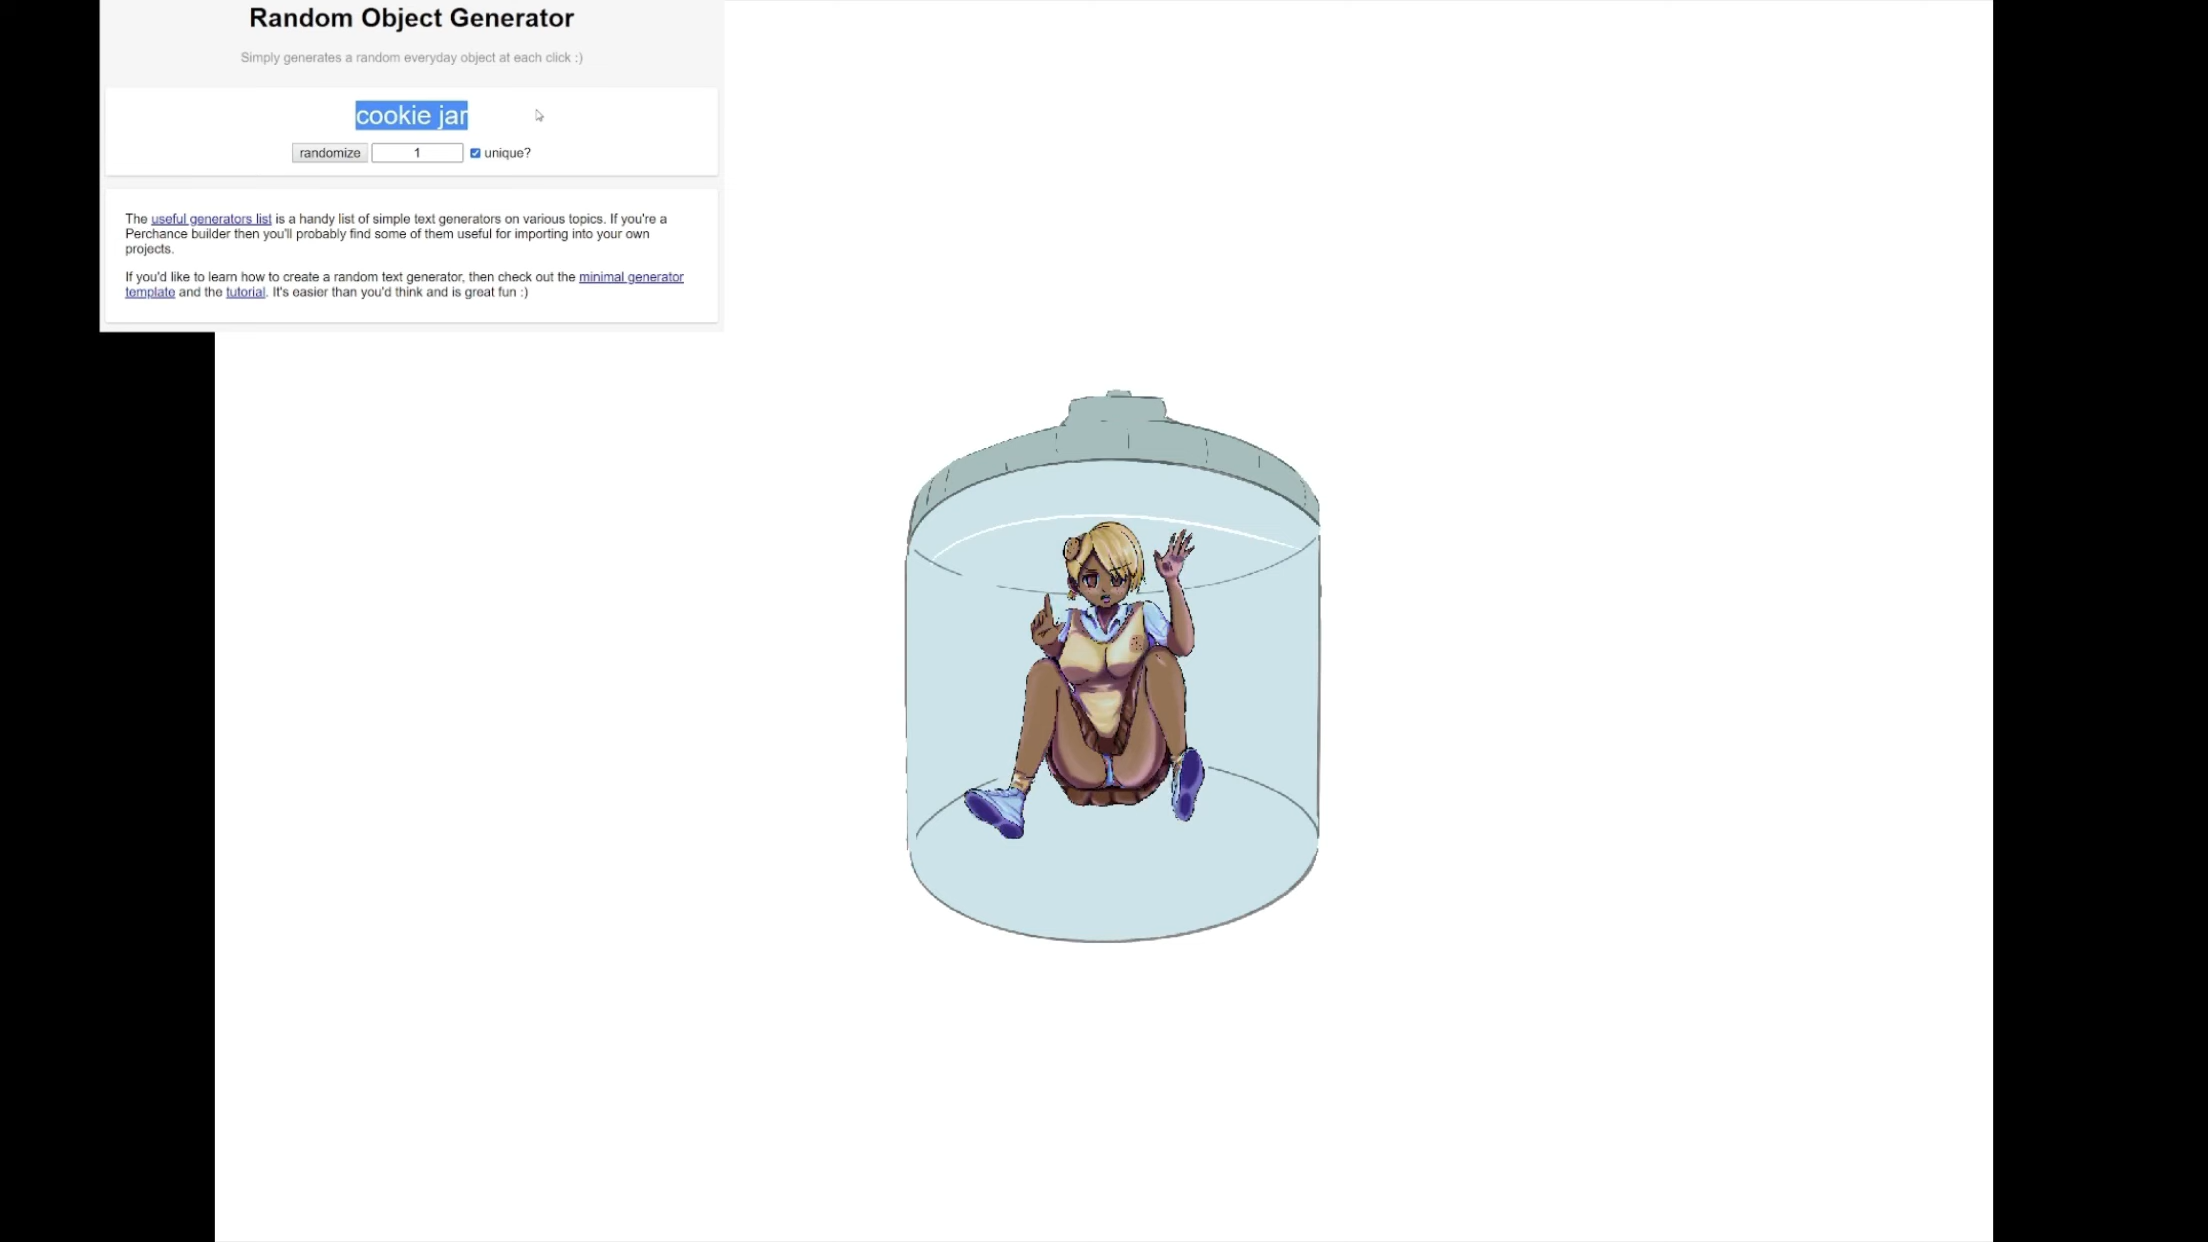 Random Object Generator
Simply generates a random everyday object at each click :)
cookie jar
randomize 1 unique?
The useful generators list is a handy list of simple text generators on various topics. If you're a
Perchance builder then you'll probably find some of them useful for importing into your own
projects.
If you'd like to learn how to create a random text generator, then check out the minimal generator
template and the tutorial. It's easier than you'd think and is great fun :)